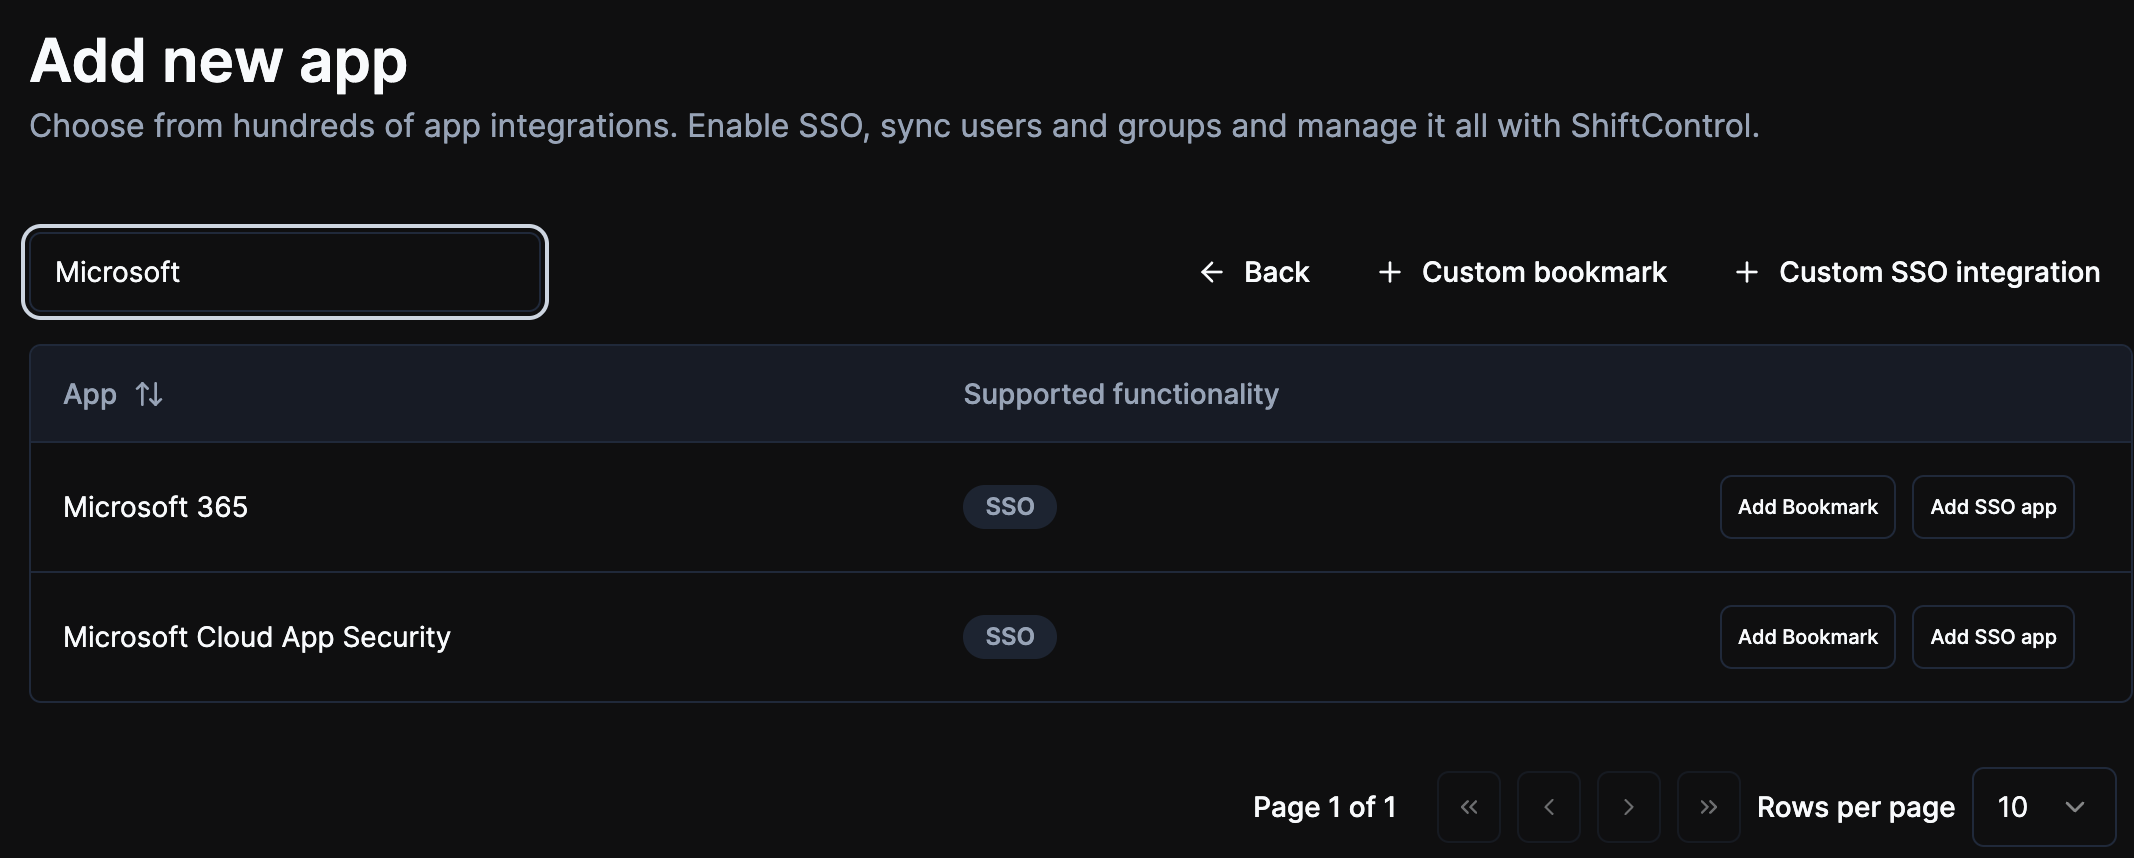 Add new app
Choose from hundreds of app integrations. Enable SSO, sync users and groups and manage it all with ShiftControl.
Microsoft
Back
Custom bookmark
Custom SSO integration
App
Supported functionality
Microsoft 365
SSO
Add Bookmark
Add SSO app
Microsoft Cloud App Security
SSO
Add Bookmark
Add SSO app
Page 1 of 1
Rows per page
10